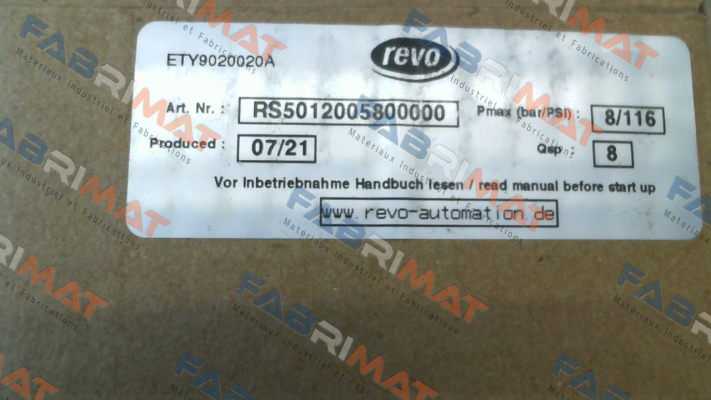 ETY9020020A
revo
Art. Nr. : RS5012005800000 Pmax (bar/PSI) : 8/116
Produced : 07/21 Qsp : 8
Vor Inbetriebnahme Handbuch lesen / read manual before start up
www.revo-automation.de
FABRIMAT
Materiaux Industriel et Fabrications